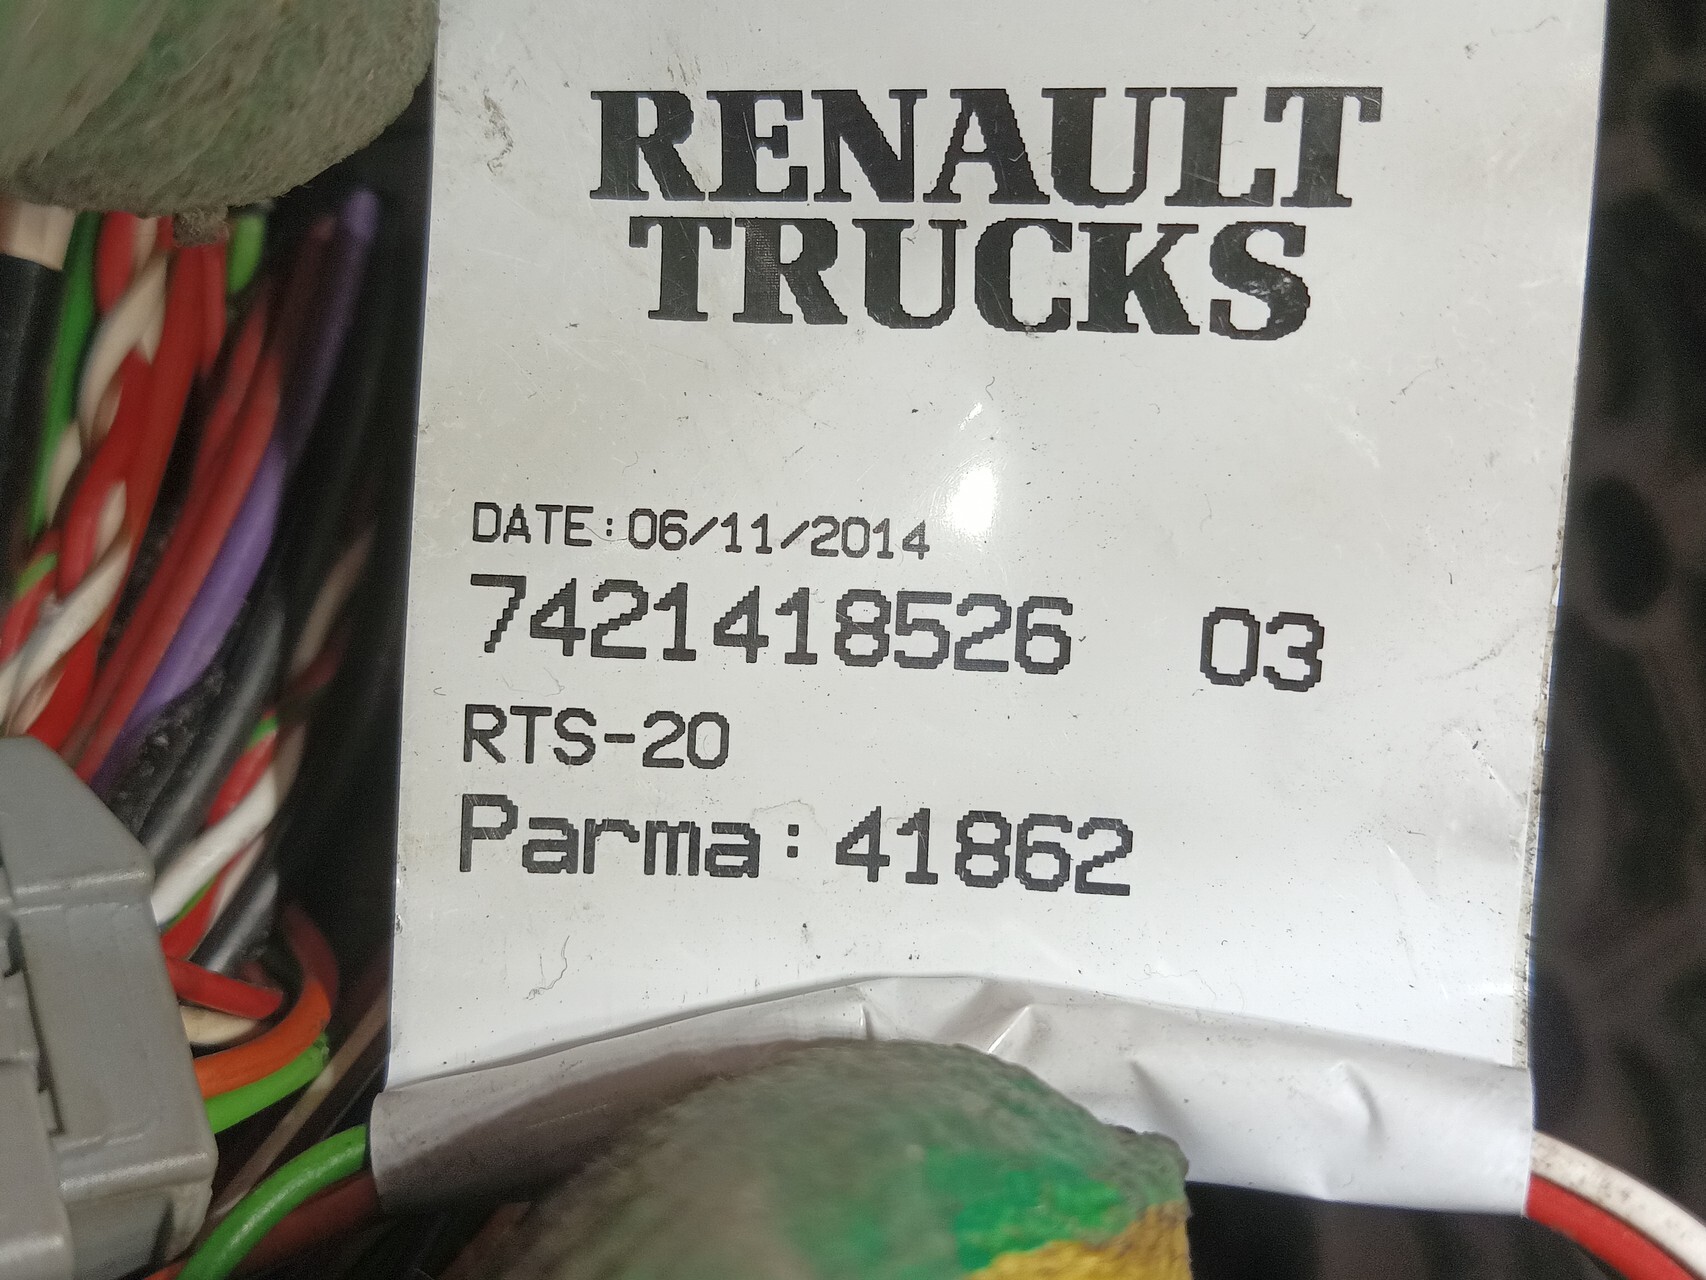 RENAULT
TRUCKS
DATE:06/11/2014
7421418526 03
RTS-20
Parma:41862